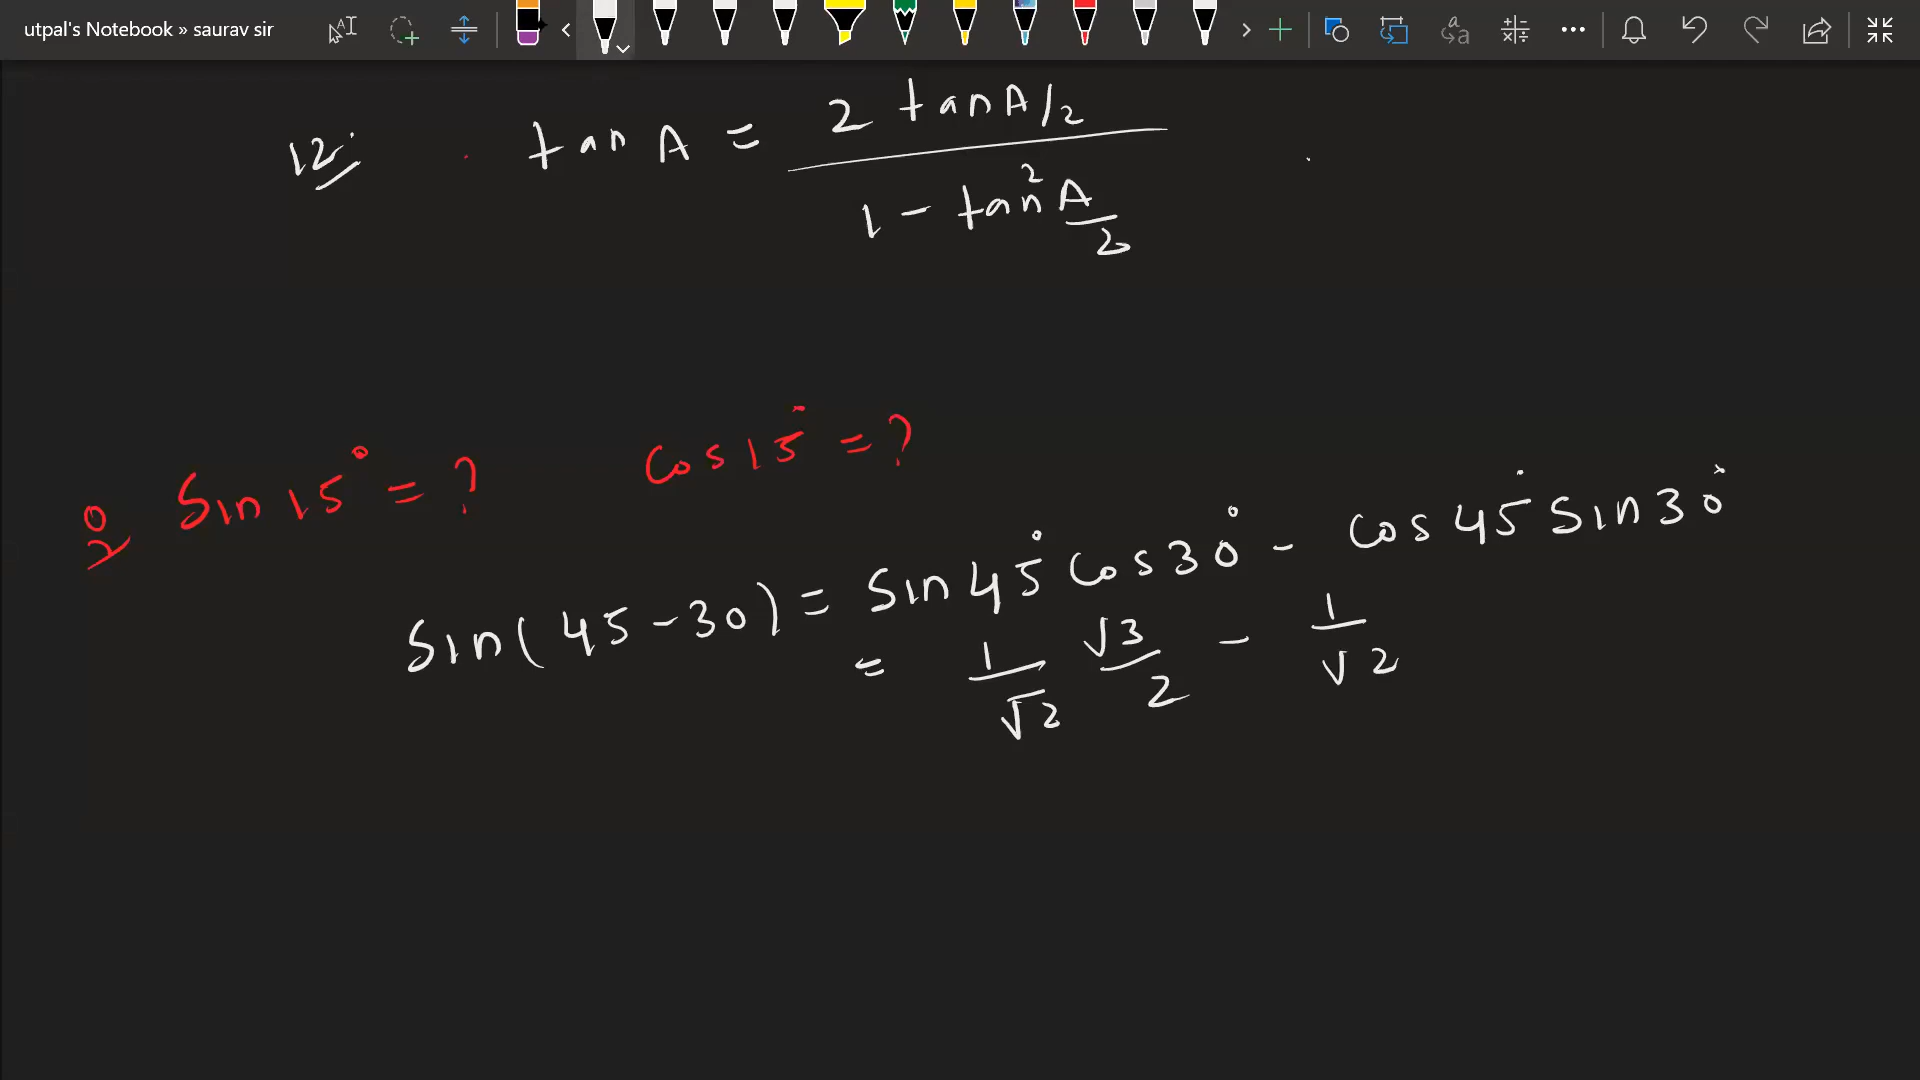 utpal's Notebook » saurav sir
12. tan A = 2 tan A/2
1 - tan² A/2
Q/2 Sin 15° = ? Cos 15° = ?
Sin(45-30) = Sin 45° Cos 30° - Cos 45° Sin 30°
= 1/√2 √3/2 - 1/√2